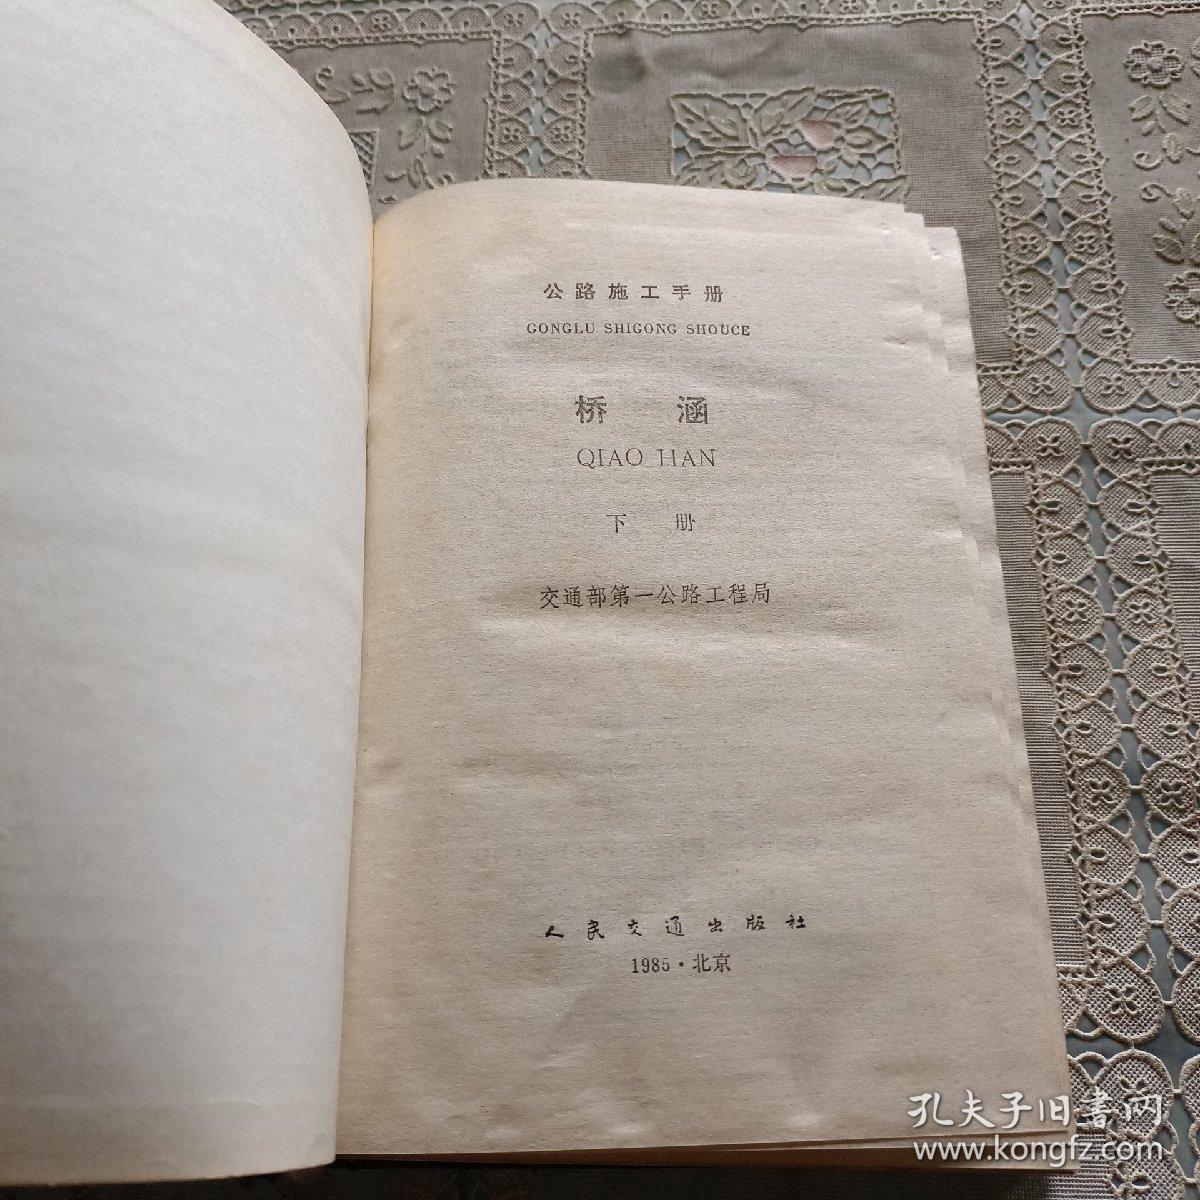 公路施工手册
GONGLU SHIGONG SHOUCE
桥 涵
QIAO HAN
下 册
交通部第一公路工程局
人民交通出版社
1985·北京
孔夫子旧书网
www.kongfz.com